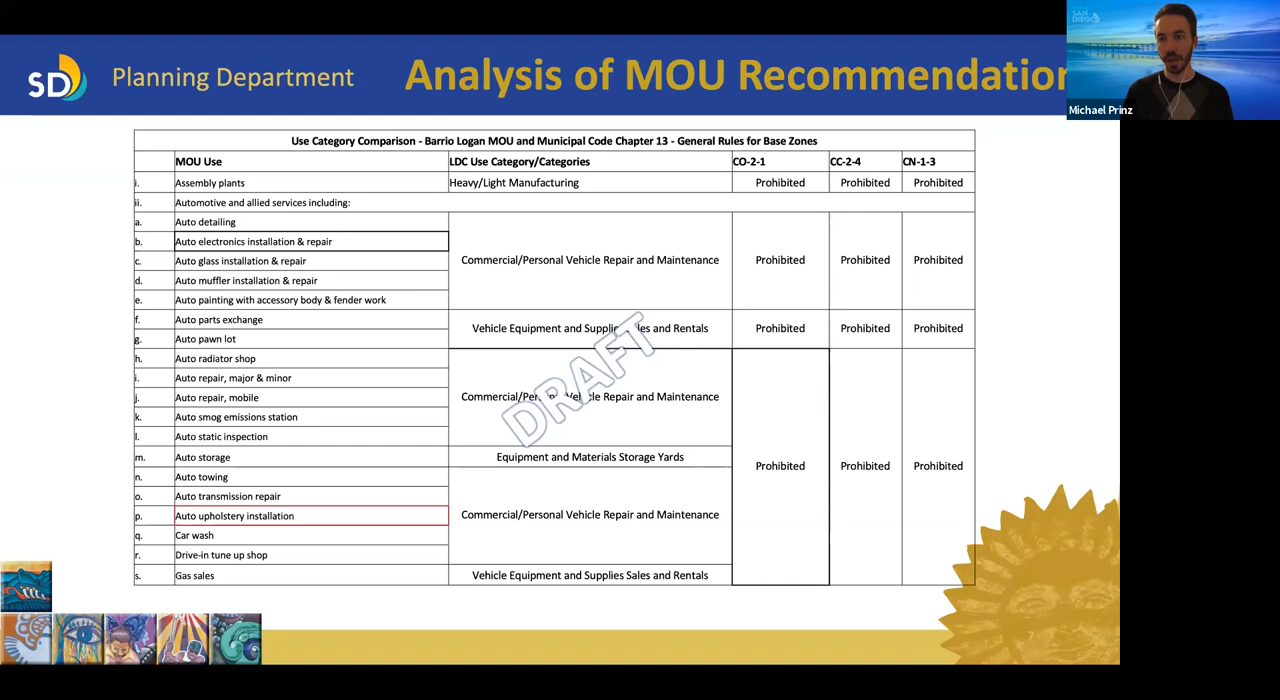 SAN DIEGO
Michael Prinz
SD Planning Department Analysis of MOU Recommendation
Use Category Comparison - Barrio Logan MOU and Municipal Code Chapter 13 - General Rules for Base Zones
MOU Use LDC Use Category/Categories CO-2-1 CC-2-4 CN-1-3
i. Assembly plants Heavy/Light Manufacturing Prohibited Prohibited Prohibited
ii. Automotive and allied services including:
a. Auto detailing
b. Auto electronics installation & repair
c. Auto glass installation & repair Commercial/Personal Vehicle Repair and Maintenance Prohibited Prohibited Prohibited
d. Auto muffler installation & repair
e. Auto painting with accessory body & fender work
f. Auto parts exchange
Vehicle Equipment and Supplies Sales and Rentals Prohibited Prohibited Prohibited
g. Auto pawn lot
h. Auto radiator shop
i. Auto repair, major & minor
j. Auto repair, mobile Commercial/Personal Vehicle Repair and Maintenance
k. Auto smog emissions station
l. Auto static inspection
m. Auto storage Equipment and Materials Storage Yards
Prohibited Prohibited Prohibited
n. Auto towing
o. Auto transmission repair
p. Auto upholstery installation Commercial/Personal Vehicle Repair and Maintenance
q. Car wash
r. Drive-in tune up shop
s. Gas sales Vehicle Equipment and Supplies Sales and Rentals
DRAFT